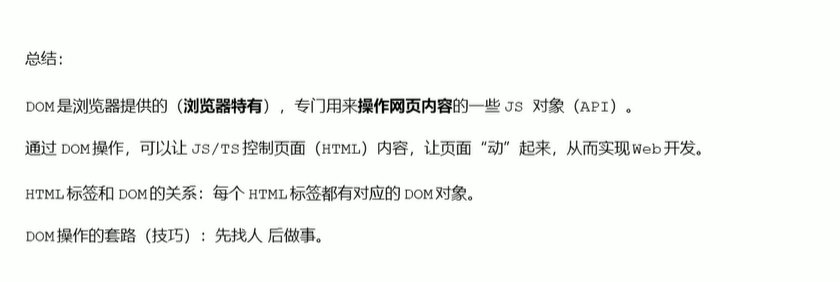 总结：
DOM是浏览器提供的（浏览器特有），专门用来操作网页内容的一些 JS 对象（API）。
通过 DOM操作，可以让 JS/TS控制页面（HTML）内容，让页面“动”起来，从而实现Web开发。
HTML标签和 DOM的关系：每个 HTML标签都有对应的 DOM对象。
DOM操作的套路（技巧）：先找人 后做事。